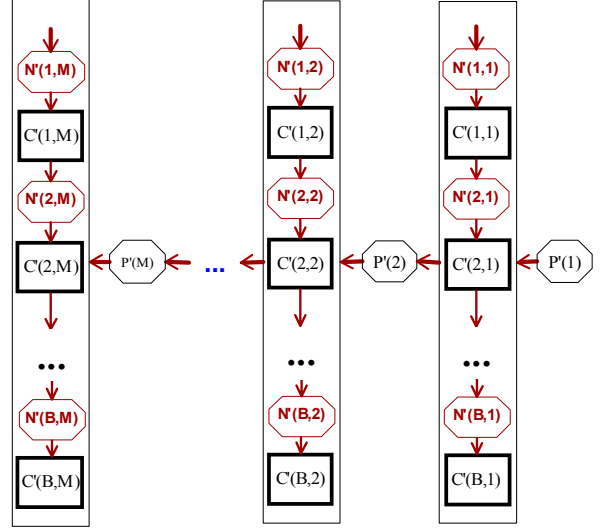 N'(1,M) N'(1,2) N'(1,1)
C'(1,M) C'(1,2) C'(1,1)
N'(2,M) N'(2,2) N'(2,1)
C'(2,M) P'(M) ... C'(2,2) P'(2) C'(2,1) P'(1)
... ... ...
N'(B,M) N'(B,2) N'(B,1)
C'(B,M) C'(B,2) C'(B,1)